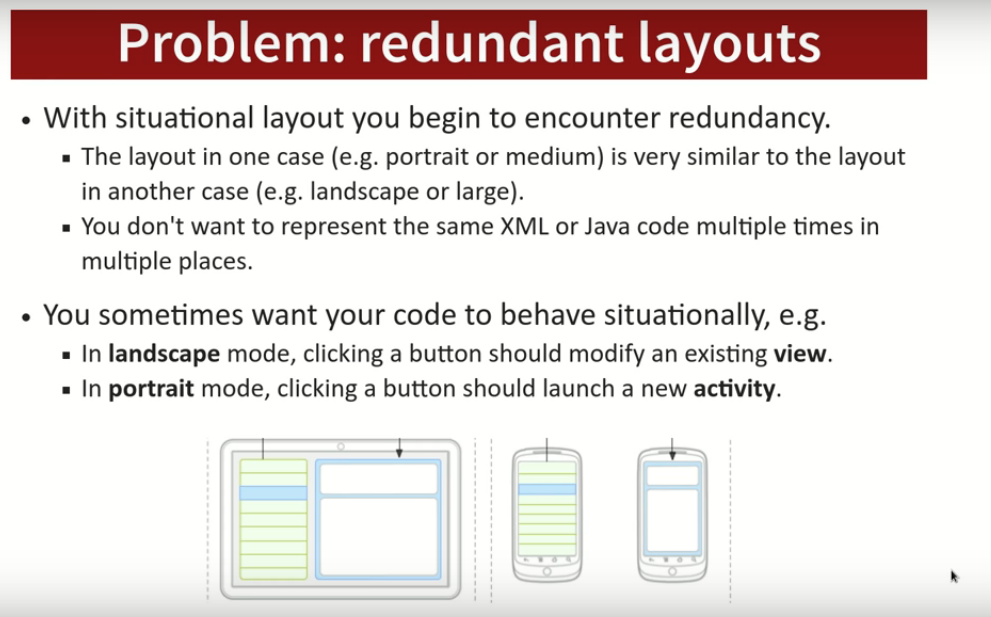 Problem: redundant layouts
• With situational layout you begin to encounter redundancy.
▪ The layout in one case (e.g. portrait or medium) is very similar to the layout
in another case (e.g. landscape or large).
▪ You don't want to represent the same XML or Java code multiple times in
multiple places.
• You sometimes want your code to behave situationally, e.g.
▪ In landscape mode, clicking a button should modify an existing view.
▪ In portrait mode, clicking a button should launch a new activity.